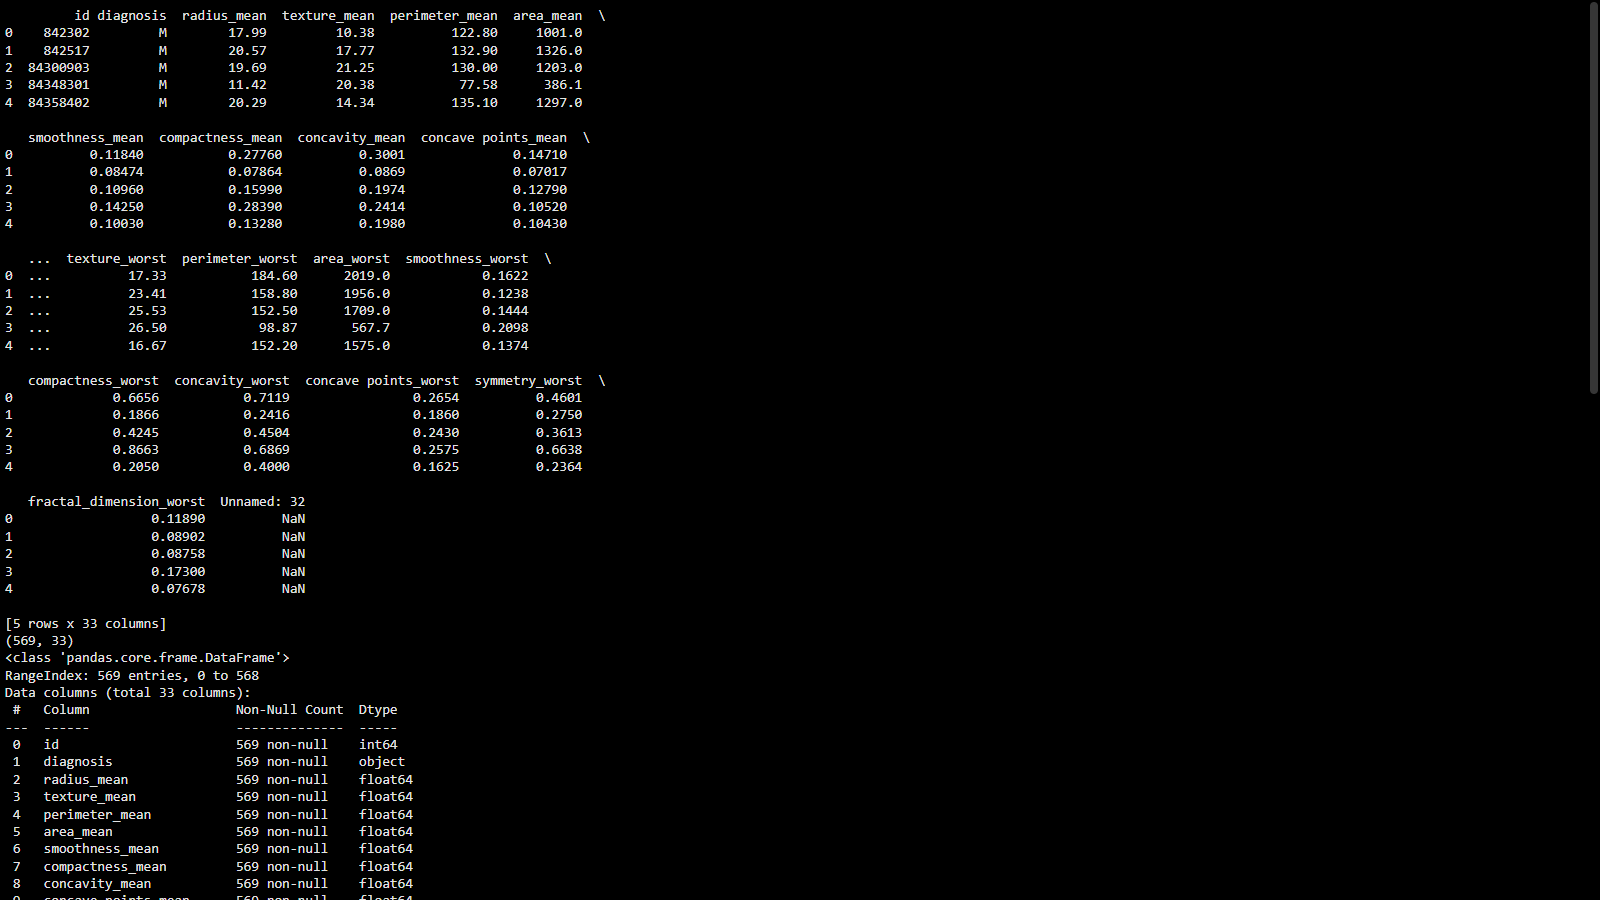 id diagnosis  radius_mean  texture_mean  perimeter_mean  area_mean  \
0    842302         M        17.99         10.38          122.80     1001.0
1    842517         M        20.57         17.77          132.90     1326.0
2  84300903         M        19.69         21.25          130.00     1203.0
3  84348301         M        11.42         20.38           77.58      386.1
4  84358402         M        20.29         14.34          135.10     1297.0
   smoothness_mean  compactness_mean  concavity_mean  concave points_mean  \
0          0.11840           0.27760          0.3001              0.14710
1          0.08474           0.07864          0.0869              0.07017
2          0.10960           0.15990          0.1974              0.12790
3          0.14250           0.28390          0.2414              0.10520
4          0.10030           0.13280          0.1980              0.10430
   ...  texture_worst  perimeter_worst  area_worst  smoothness_worst  \
0  ...          17.33           184.60      2019.0            0.1622
1  ...          23.41           158.80      1956.0            0.1238
2  ...          25.53           152.50      1709.0            0.1444
3  ...          26.50            98.87       567.7            0.2098
4  ...          16.67           152.20      1575.0            0.1374
   compactness_worst  concavity_worst  concave points_worst  symmetry_worst  \
0             0.6656           0.7119                0.2654          0.4601
1             0.1866           0.2416                0.1860          0.2750
2             0.4245           0.4504                0.2430          0.3613
3             0.8663           0.6869                0.2575          0.6638
4             0.2050           0.4000                0.1625          0.2364
   fractal_dimension_worst  Unnamed: 32
0                  0.11890          NaN
1                  0.08902          NaN
2                  0.08758          NaN
3                  0.17300          NaN
4                  0.07678          NaN
[5 rows x 33 columns]
(569, 33)
<class 'pandas.core.frame.DataFrame'>
RangeIndex: 569 entries, 0 to 568
Data columns (total 33 columns):
 #   Column                   Non-Null Count  Dtype
---  ------                   --------------  -----
 0   id                       569 non-null    int64
 1   diagnosis                569 non-null    object
 2   radius_mean              569 non-null    float64
 3   texture_mean             569 non-null    float64
 4   perimeter_mean           569 non-null    float64
 5   area_mean                569 non-null    float64
 6   smoothness_mean          569 non-null    float64
 7   compactness_mean         569 non-null    float64
 8   concavity_mean           569 non-null    float64